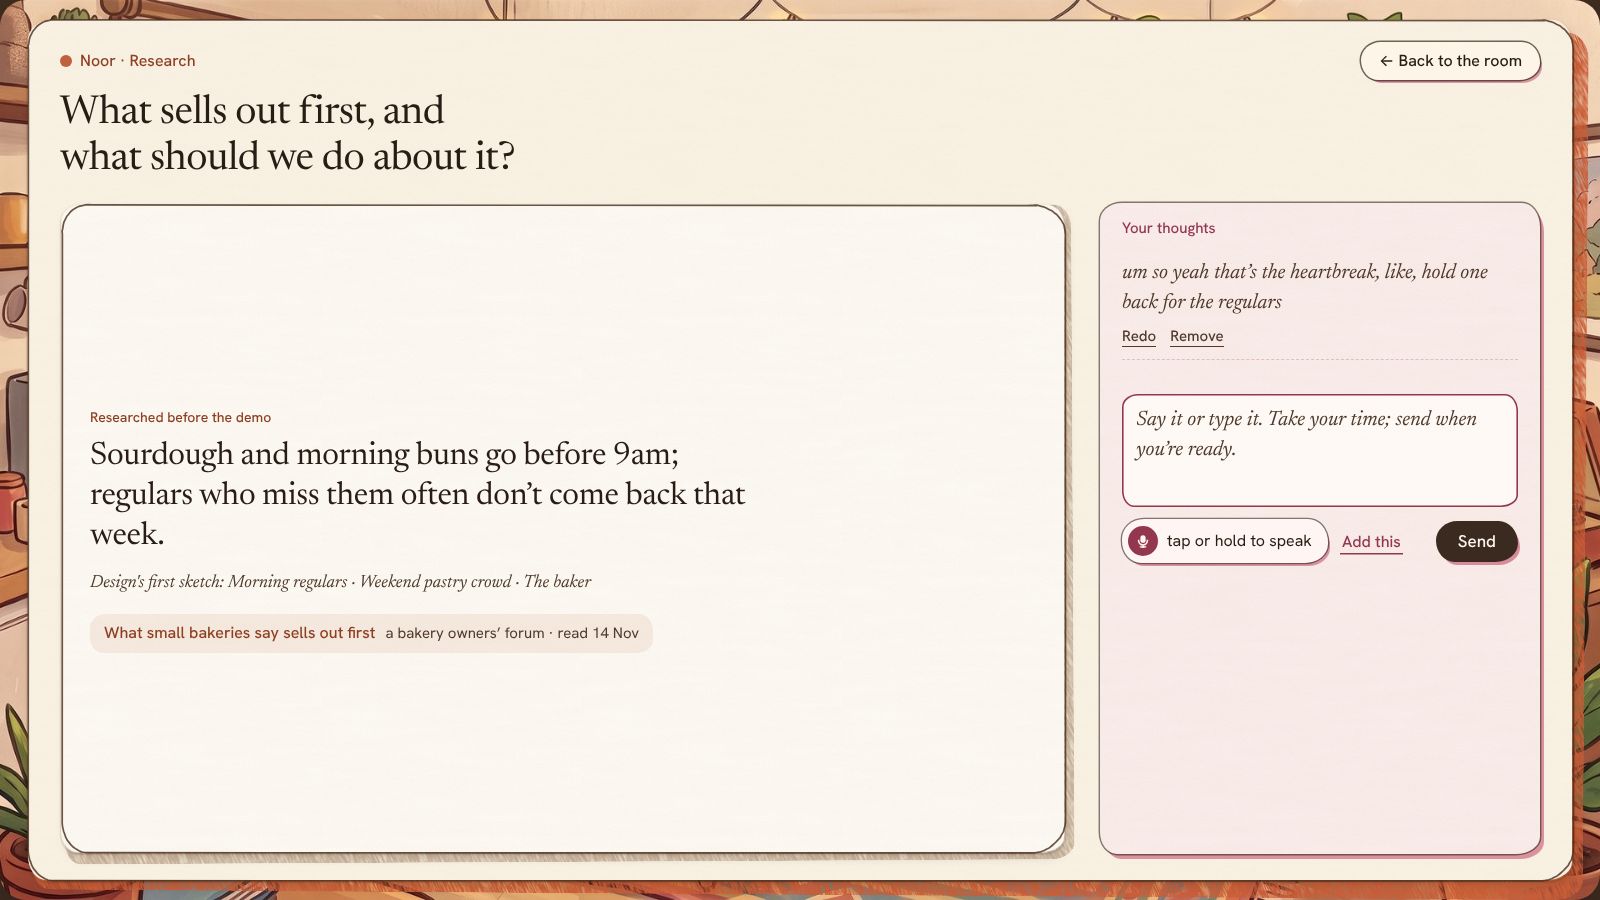 Noor · Research
← Back to the room
What sells out first, and
what should we do about it?
Researched before the demo
Sourdough and morning buns go before 9am;
regulars who miss them often don’t come back that
week.
Design's first sketch: Morning regulars · Weekend pastry crowd · The baker
What small bakeries say sells out first a bakery owners’ forum · read 14 Nov
Your thoughts
um so yeah that’s the heartbreak, like, hold one
back for the regulars
Redo Remove
Say it or type it. Take your time; send when
you’re ready.
tap or hold to speak Add this Send